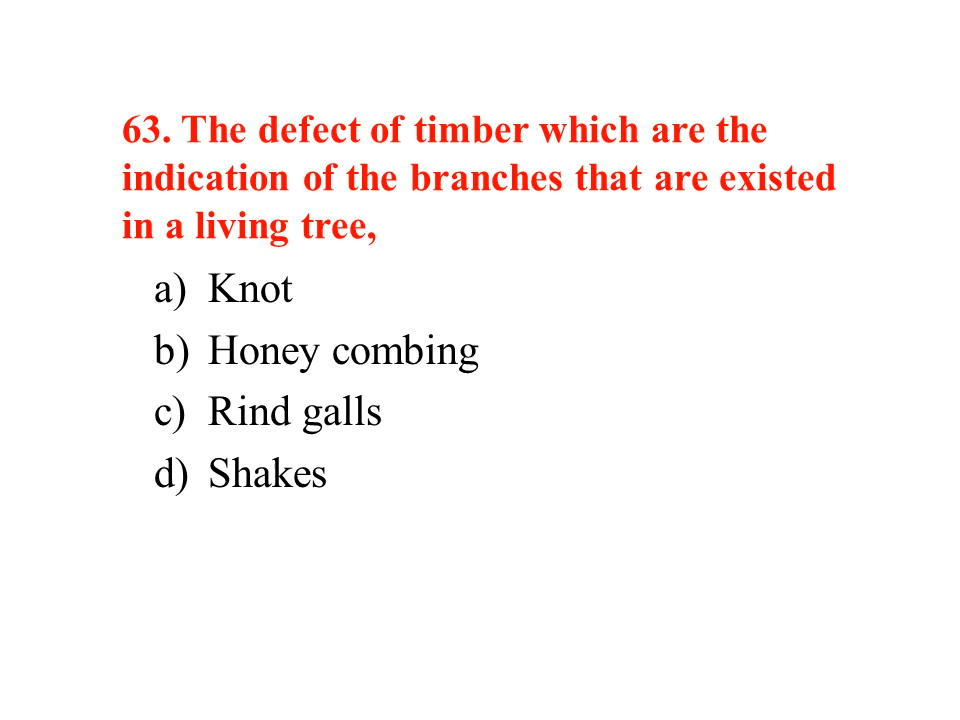 63. The defect of timber which are the
indication of the branches that are existed
in a living tree,
a) Knot
b) Honey combing
c) Rind galls
d) Shakes